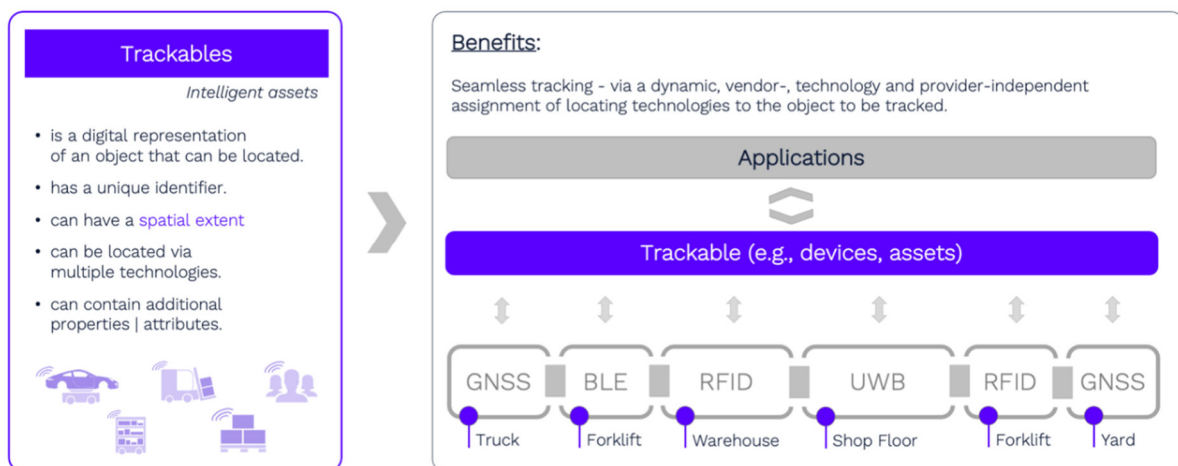 Trackables
Intelligent assets
• is a digital representation
of an object that can be located.
• has a unique identifier.
• can have a spatial extent
• can be located via
multiple technologies.
• can contain additional
properties | attributes.
Benefits:
Seamless tracking - via a dynamic, vendor-, technology and provider-independent
assignment of locating technologies to the object to be tracked.
Applications
Trackable (e.g., devices, assets)
GNSS BLE RFID UWB RFID GNSS
Truck Forklift Warehouse Shop Floor Forklift Yard